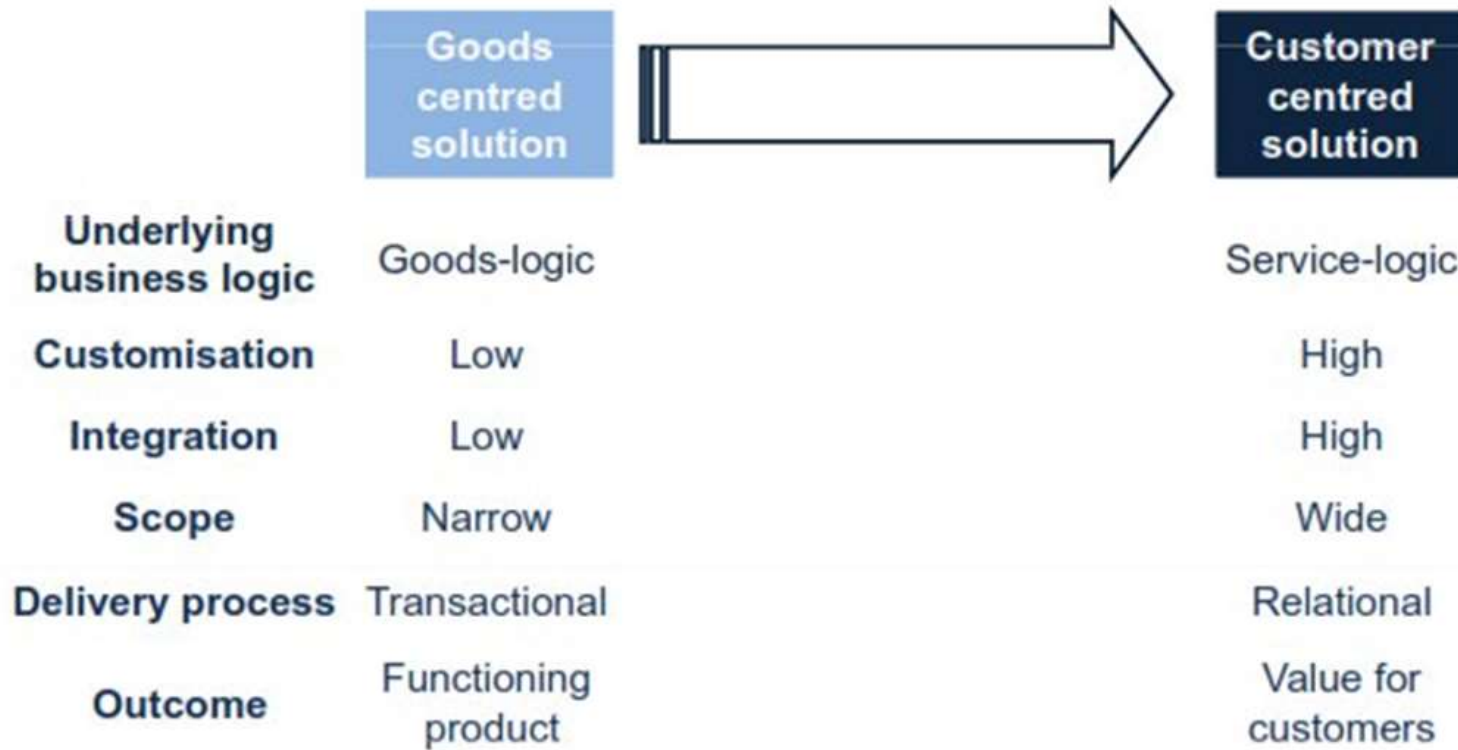 Goods
centred
solution
Customer
centred
solution
Underlying
business logic
Goods-logic
Service-logic
Customisation
Low
High
Integration
Low
High
Scope
Narrow
Wide
Delivery process
Transactional
Relational
Outcome
Functioning
product
Value for
customers